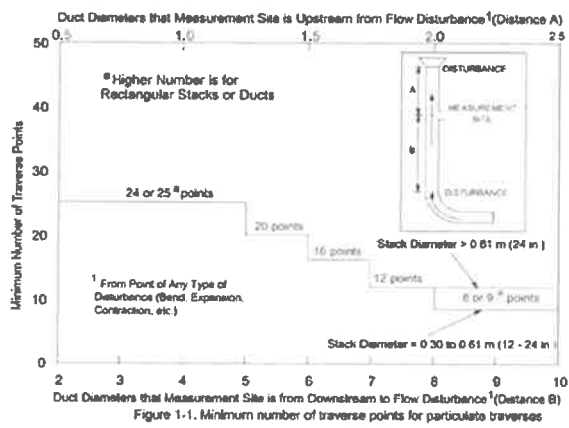 Duct Diameters that Measurement Site is Upstream from Flow Disturbance¹(Distance A)
0.5 1.0 1.5 2.0 2.5
50
40
30
20
10
0
Minimum Number of Traverse Points
a Higher Number is for
Rectangular Stacks or Ducts
DISTURBANCE
A
MEASUREMENT
SITE
B
DISTURBANCE
24 or 25 a points
20 points
16 points
12 points
8 or 9 a points
Stack Diameter > 0.61 m (24 in )
1 From Point of Any Type of
Disturbance (Bend, Expansion,
Contraction, etc.)
Stack Diameter = 0.30 to 0.61 m (12 - 24 in
2 3 4 5 6 7 8 9 10
Duct Diameters that Measurement Site is from Downstream to Flow Disturbance¹(Distance B)
Figure 1-1. Minimum number of traverse points for particulate traverses